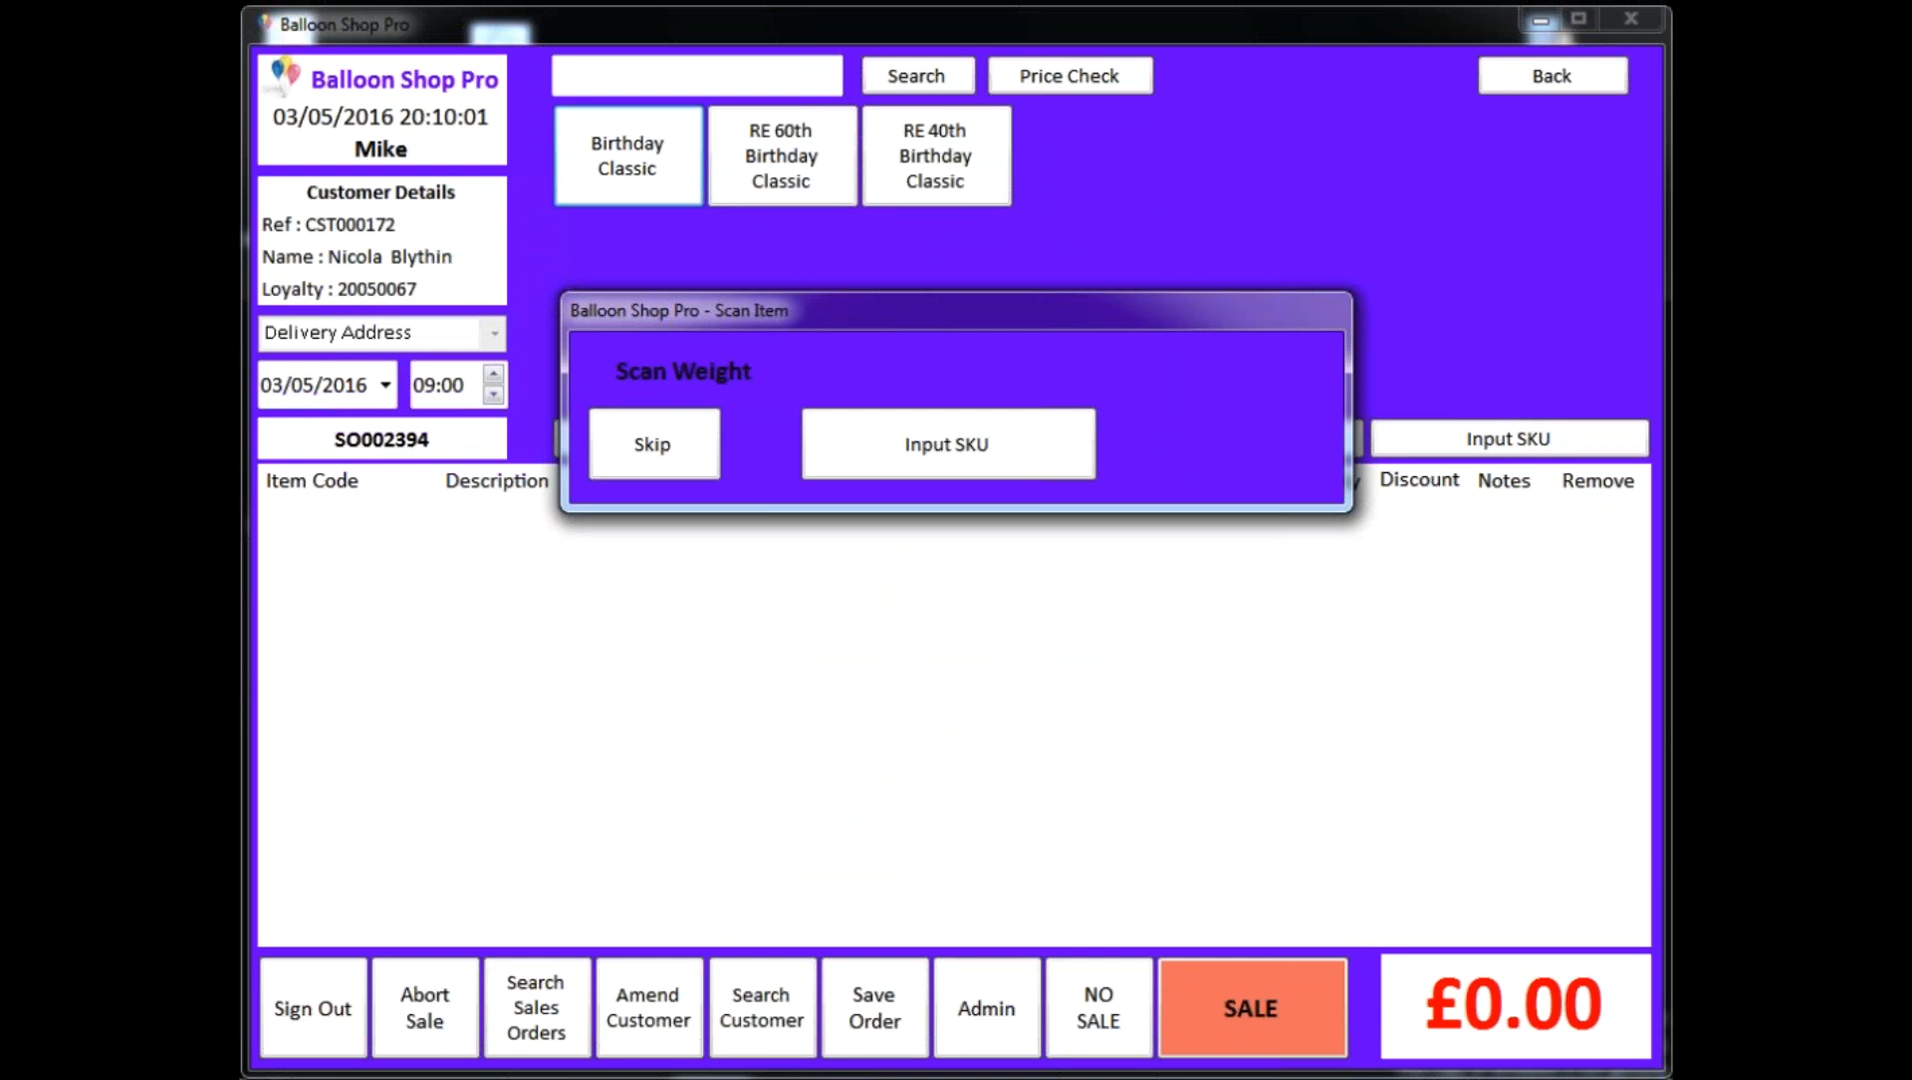 Balloon Shop Pro
Balloon Shop Pro
03/05/2016 20:10:01
Mike
Search
Price Check
Back
Birthday
Classic
RE 60th
Birthday
Classic
RE 40th
Birthday
Classic
Customer Details
Ref : CST000172
Name : Nicola Blythin
Loyalty : 20050067
Delivery Address
03/05/2016
09:00
SO002394
Balloon Shop Pro - Scan Item
Scan Weight
Skip
Input SKU
Input SKU
Item Code
Description
y
Discount
Notes
Remove
Sign Out
Abort
Sale
Search
Sales
Orders
Amend
Customer
Search
Customer
Save
Order
Admin
NO
SALE
SALE
£0.00